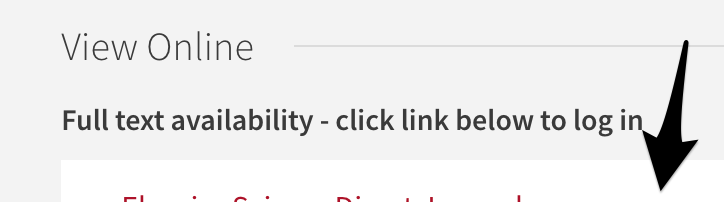 View Online
Full text availability - click link below to log in